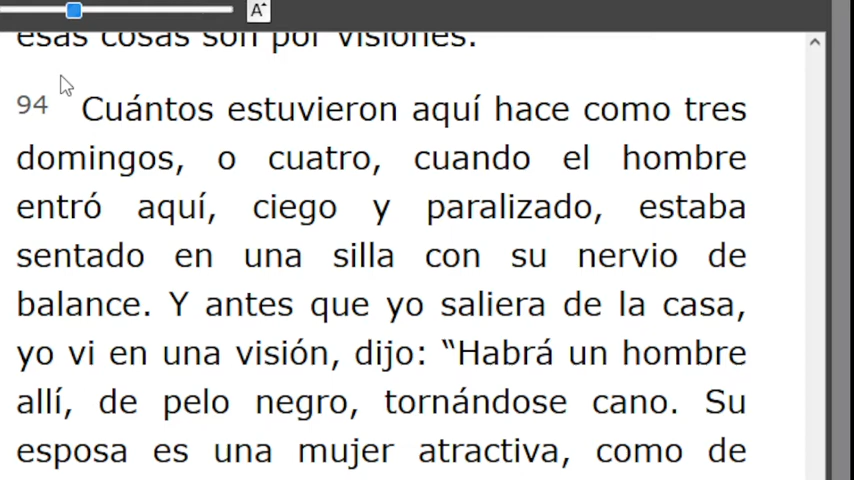 A
esas cosas son por visiones.
94 Cuántos estuvieron aquí hace como tres
domingos, o cuatro, cuando el hombre
entró aquí, ciego y paralizado, estaba
sentado en una silla con su nervio de
balance. Y antes que yo saliera de la casa,
yo vi en una visión, dijo: “Habrá un hombre
allí, de pelo negro, tornándose cano. Su
esposa es una mujer atractiva, como de